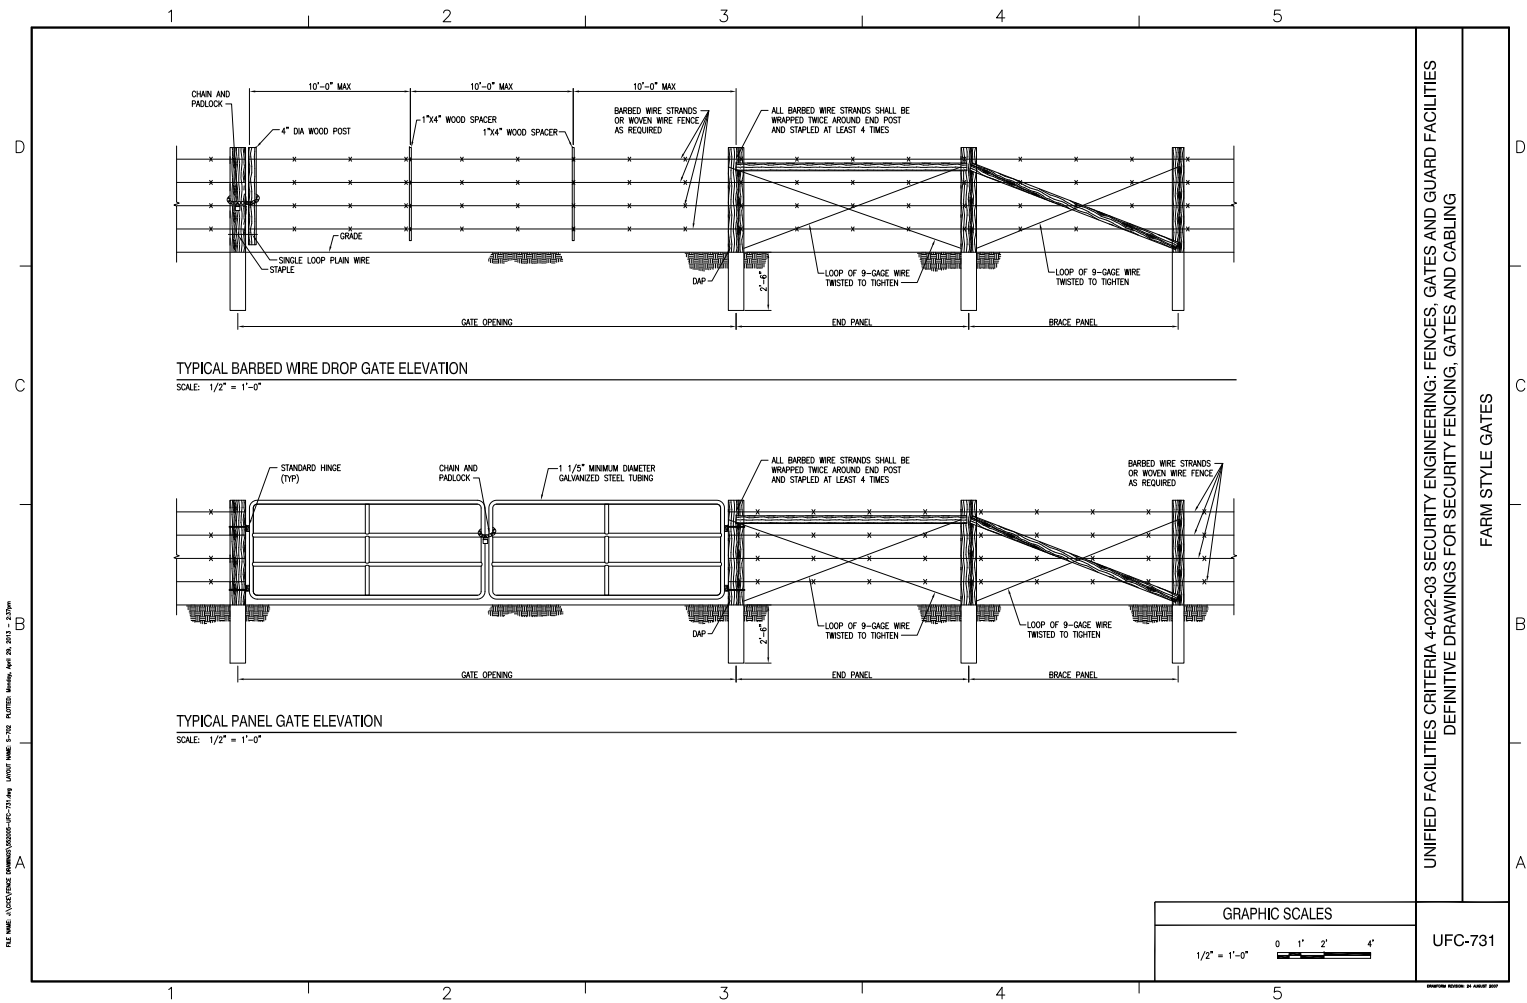 1 2 3 4 5
D
D
C
C
B
B
A
A
10'-0" MAX
10'-0" MAX
10'-0" MAX
CHAIN AND
PADLOCK
4" DIA WOOD POST
1"X4" WOOD SPACER
1"X4" WOOD SPACER
BARBED WIRE STRANDS
OR WOVEN WIRE FENCE
AS REQUIRED
ALL BARBED WIRE STRANDS SHALL BE
WRAPPED TWICE AROUND END POST
AND STAPLED AT LEAST 4 TIMES
GRADE
SINGLE LOOP PLAIN WIRE
STAPLE
DAP
2'-6"
LOOP OF 9-GAGE WIRE
TWISTED TO TIGHTEN
LOOP OF 9-GAGE WIRE
TWISTED TO TIGHTEN
GATE OPENING
END PANEL
BRACE PANEL
TYPICAL BARBED WIRE DROP GATE ELEVATION
SCALE: 1/2" = 1'-0"
STANDARD HINGE
(TYP)
CHAIN AND
PADLOCK
1 1/5" MINIMUM DIAMETER
GALVANIZED STEEL TUBING
ALL BARBED WIRE STRANDS SHALL BE
WRAPPED TWICE AROUND END POST
AND STAPLED AT LEAST 4 TIMES
BARBED WIRE STRANDS
OR WOVEN WIRE FENCE
AS REQUIRED
DAP
2'-6"
LOOP OF 9-GAGE WIRE
TWISTED TO TIGHTEN
LOOP OF 9-GAGE WIRE
TWISTED TO TIGHTEN
GATE OPENING
END PANEL
BRACE PANEL
TYPICAL PANEL GATE ELEVATION
SCALE: 1/2" = 1'-0"
UNIFIED FACILITIES CRITERIA 4-022-03 SECURITY ENGINEERING: FENCES, GATES AND GUARD FACILITIES
DEFINITIVE DRAWINGS FOR SECURITY FENCING, GATES AND CABLING
FARM STYLE GATES
GRAPHIC SCALES
1/2" = 1'-0"
0 1' 2' 4'
UFC-731
1 2 3 4 5